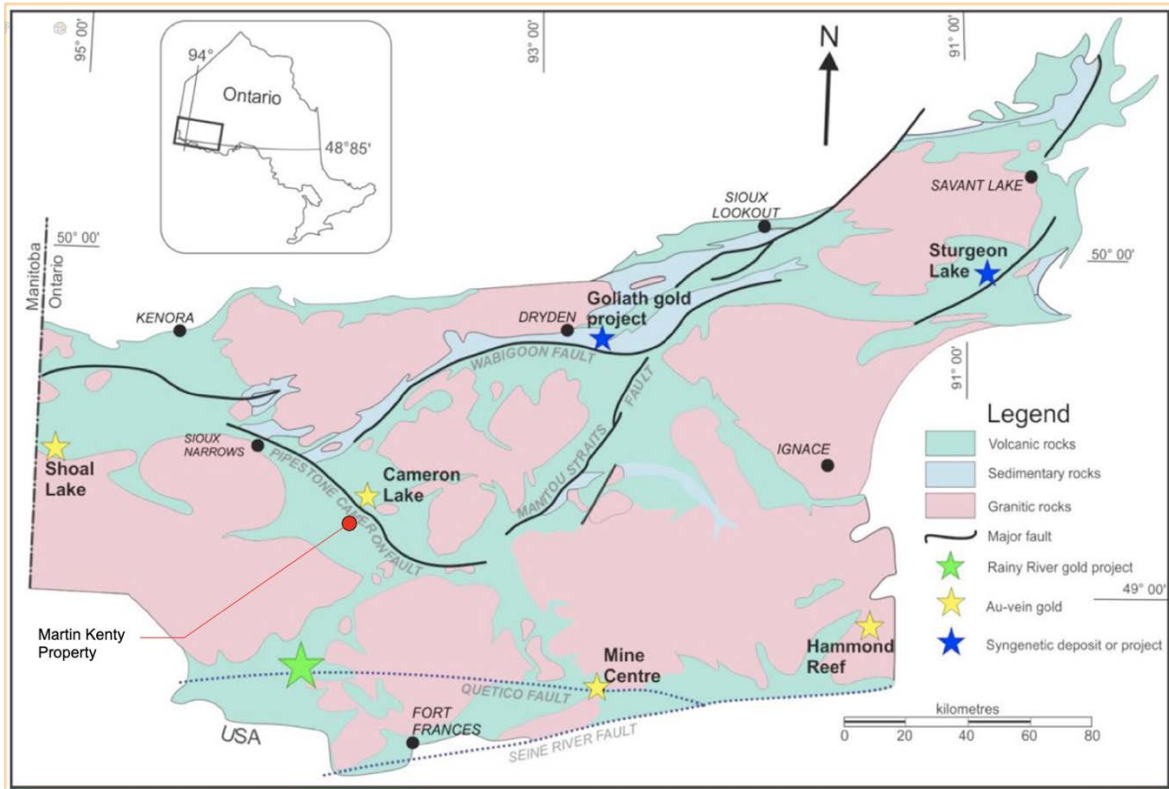 95° 00'
93° 00'
91° 00'
94°
Ontario
48°85'
N
SAVANT LAKE
SIOUX
LOOKOUT
Manitoba
Ontario
50° 00'
Sturgeon
Lake
50° 00'
KENORA
DRYDEN
Goliath gold
project
WABIGOON FAULT
91° 00'
SIOUX
NARROWS
Shoal
Lake
PIPESTONE CAMERON FAULT
Cameron
Lake
MANITOU STRAITS FAULT
IGNACE
Legend
Volcanic rocks
Sedimentary rocks
Granitic rocks
Major fault
Rainy River gold project
Au-vein gold
49° 00'
Syngenetic deposit or project
Martin Kenty
Property
Hammond
Reef
Mine
Centre
QUETICO FAULT
USA
FORT
FRANCES
SEINE RIVER FAULT
kilometres
0 20 40 60 80